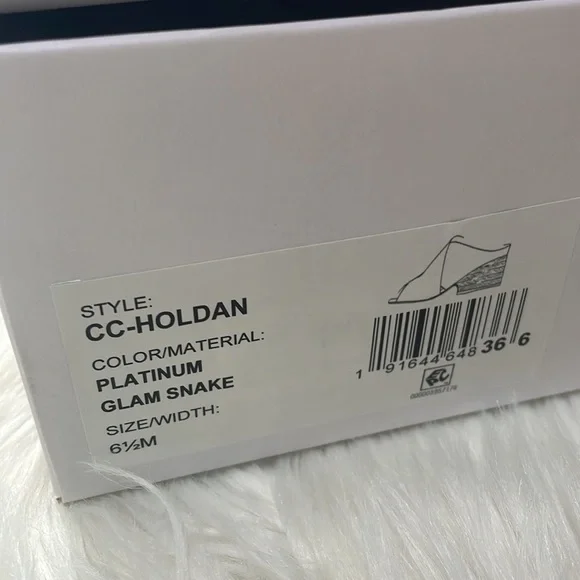 STYLE:
CC-HOLDAN
COLOR/MATERIAL:
PLATINUM
GLAM SNAKE
SIZE/WIDTH:
6½M
1 91644 648 36 6